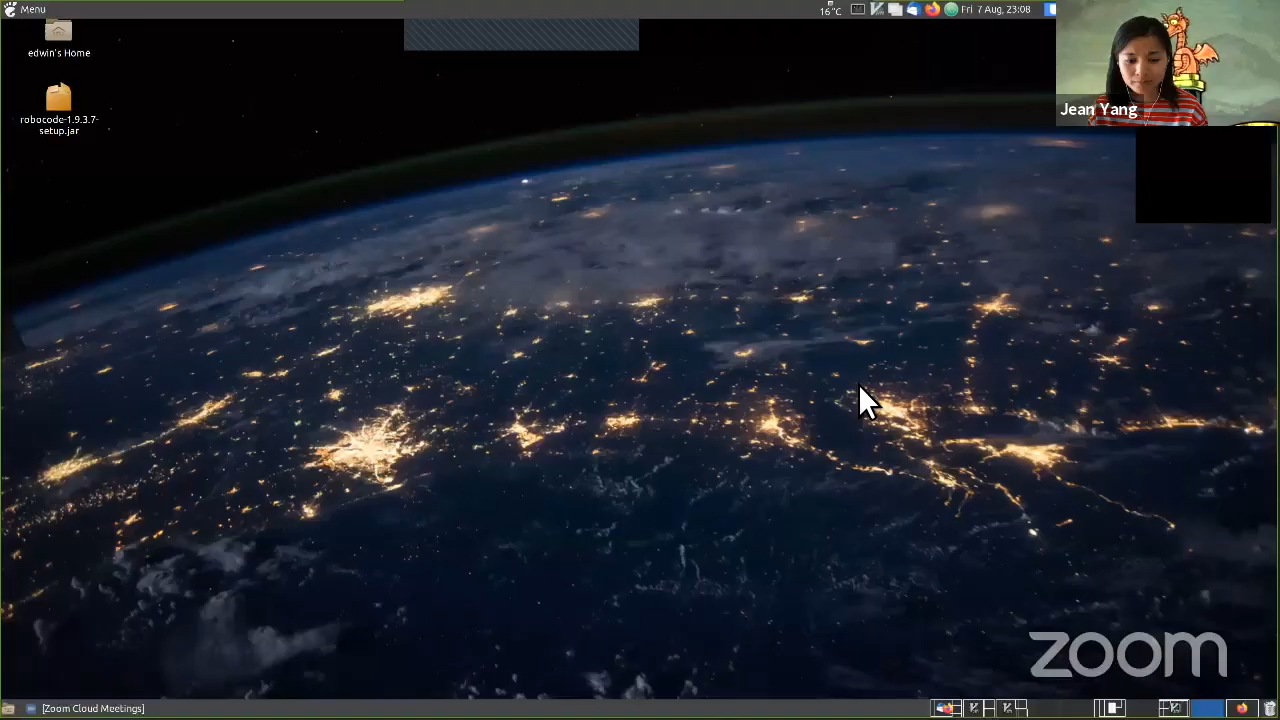 Menu
16°C
Fri 7 Aug, 23:08
edwin's Home
robocode-1.9.3.7-
setup.jar
Jean Yang
zoom
[Zoom Cloud Meetings]